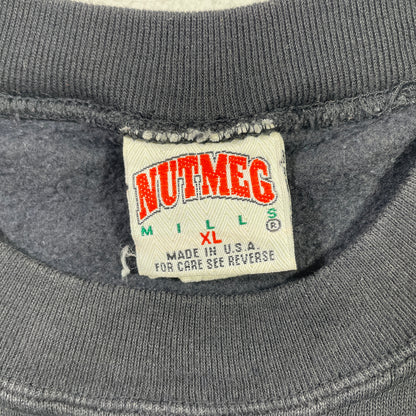 NUTMEG
MILLS ®
XL
MADE IN U.S.A.
FOR CARE SEE REVERSE